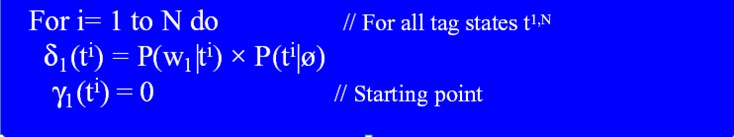 For i= 1 to N do // For all tag states t¹,ᴺ
δ₁(tⁱ) = P(w₁|tⁱ) × P(tⁱ|ø)
γ₁(tⁱ) = 0 // Starting point